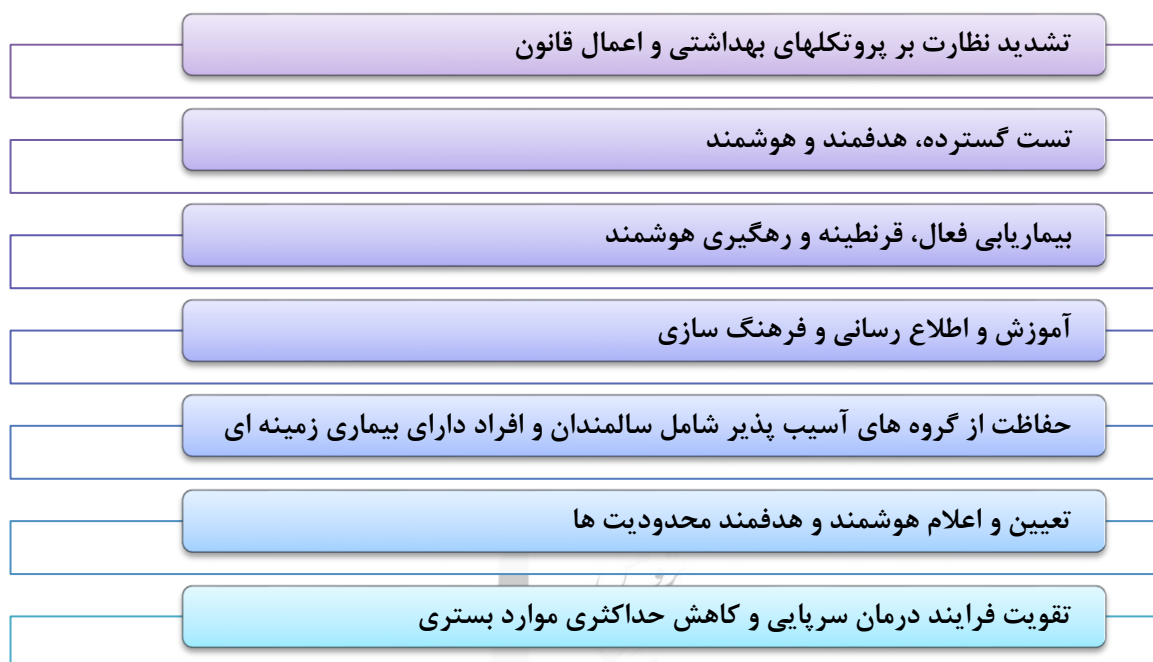 تشدید نظارت بر پروتکلهای بهداشتی و اعمال قانون
تست گسترده، هدفمند و هوشمند
بیماریابی فعال، قرنطینه و رهگیری هوشمند
آموزش و اطلاع رسانی و فرهنگ سازی
حفاظت از گروه های آسیب پذیر شامل سالمندان و افراد دارای بیماری زمینه ای
تعیین و اعلام هوشمند و هدفمند محدودیت ها
تقویت فرایند درمان سرپایی و کاهش حداکثری موارد بستری